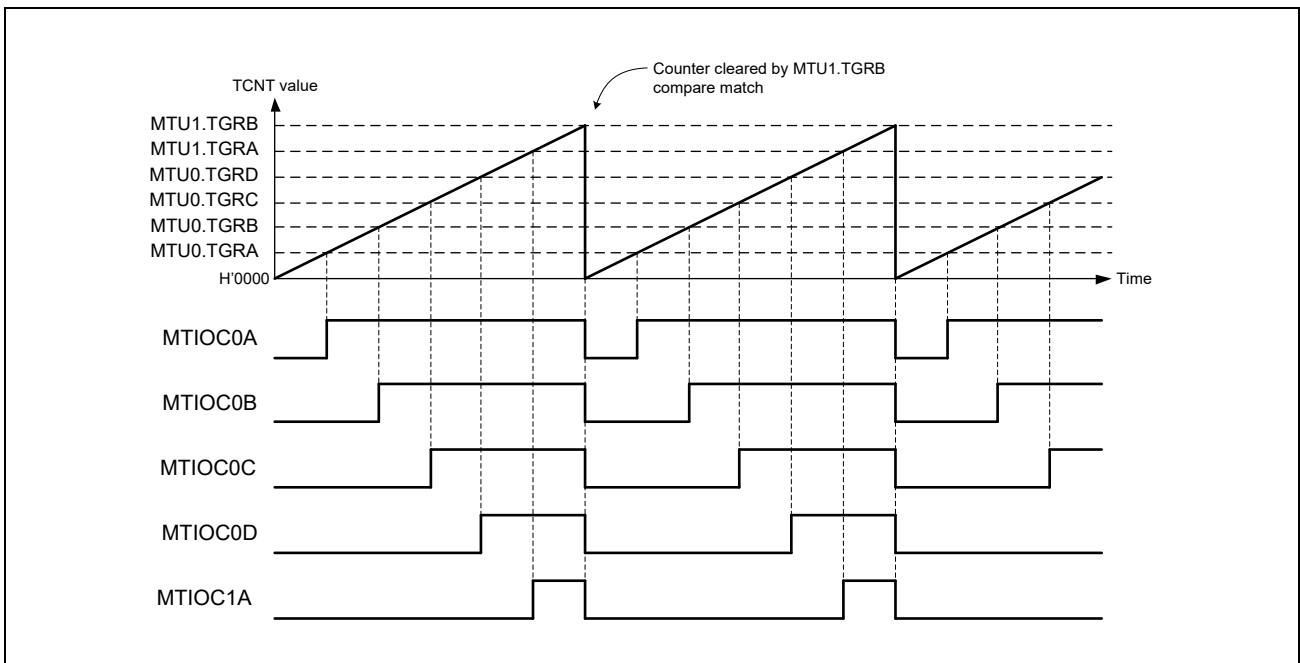 Counter cleared by MTU1.TGRB
compare match
TCNT value
MTU1.TGRB
MTU1.TGRA
MTU0.TGRD
MTU0.TGRC
MTU0.TGRB
MTU0.TGRA
H'0000
Time
MTIOC0A
MTIOC0B
MTIOC0C
MTIOC0D
MTIOC1A